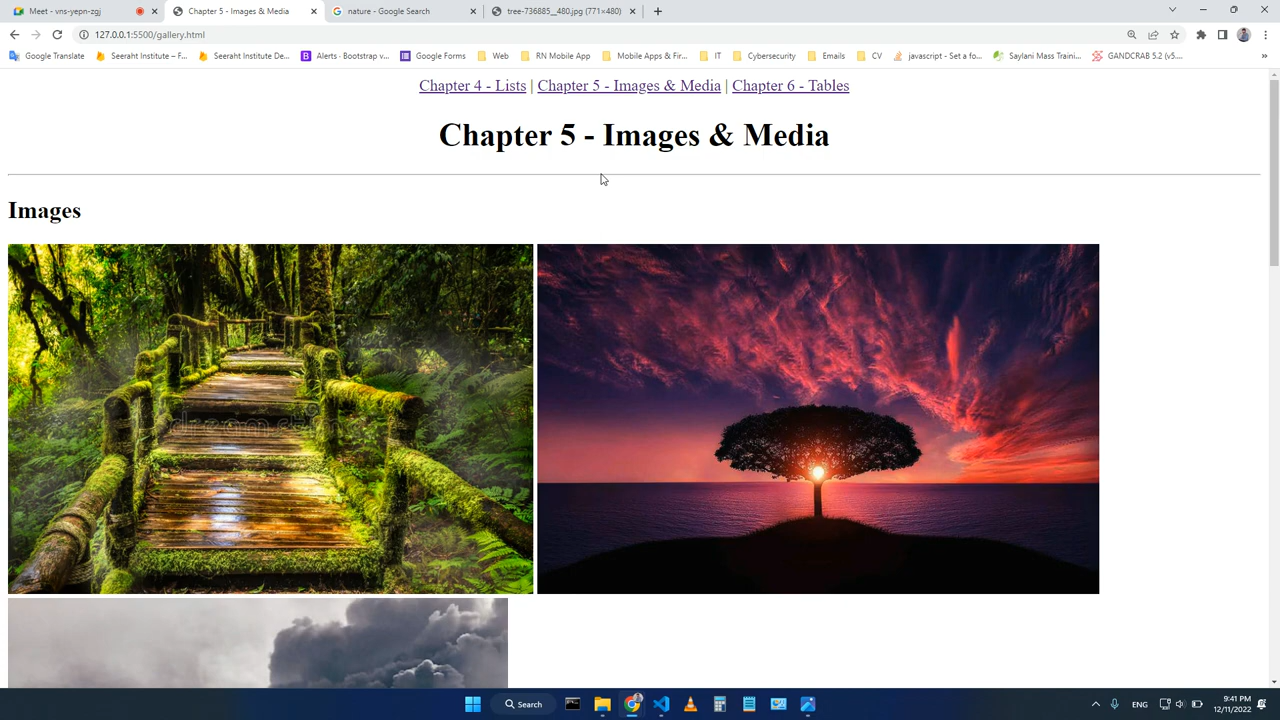 Meet - vns-yepn-zgj
Chapter 5 - Images & Media
nature - Google Search
tree-736885__480.jpg (771×480)
127.0.0.1:5500/gallery.html
Google Translate
Seeraht Institute – F...
Seeraht Institute De...
Alerts · Bootstrap v...
Google Forms
Web
RN Mobile App
Mobile Apps & Fir...
IT
Cybersecurity
Emails
CV
javascript - Set a fo...
Saylani Mass Traini...
GANDCRAB 5.2 (v5....
»
Chapter 4 - Lists | Chapter 5 - Images & Media | Chapter 6 - Tables
Chapter 5 - Images & Media
Images
Search
ENG
9:41 PM
12/11/2022